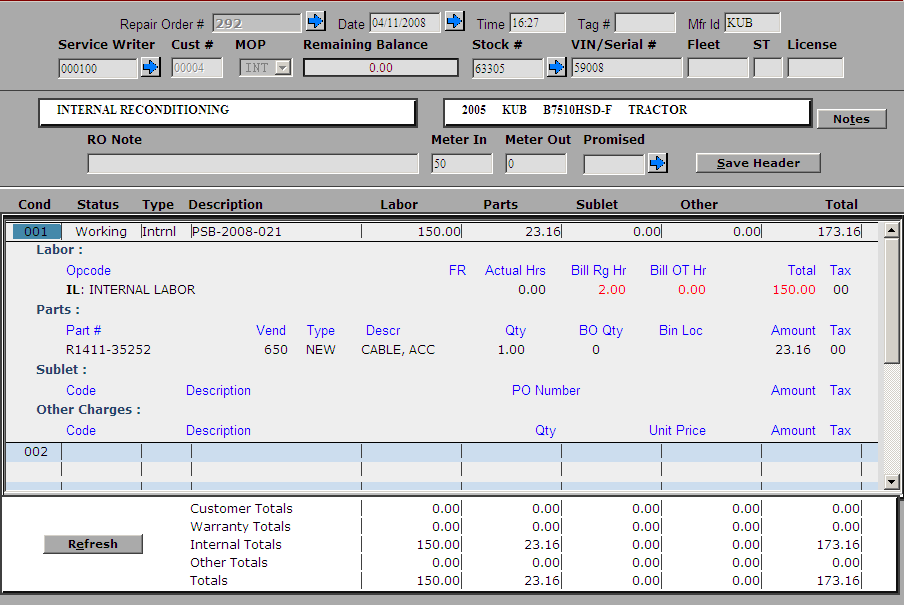 Repair Order # 292 Date 04/11/2008 Time 16:27 Tag # Mfr Id KUB
Service Writer Cust # MOP Remaining Balance Stock # VIN/Serial # Fleet ST License
000100 00004 INT 0.00 63305 59008
INTERNAL RECONDITIONING 2005 KUB B7510HSD-F TRACTOR Notes
RO Note Meter In Meter Out Promised
50 0 Save Header
Cond Status Type Description Labor Parts Sublet Other Total
001 Working Intrnl PSB-2008-021 150.00 23.16 0.00 0.00 173.16
Labor :
Opcode FR Actual Hrs Bill Rg Hr Bill OT Hr Total Tax
IL: INTERNAL LABOR 0.00 2.00 0.00 150.00 00
Parts :
Part # Vend Type Descr Qty BO Qty Bin Loc Amount Tax
R1411-35252 650 NEW CABLE, ACC 1.00 0 23.16 00
Sublet :
Code Description PO Number Amount Tax
Other Charges :
Code Description Qty Unit Price Amount Tax
002
Customer Totals 0.00 0.00 0.00 0.00 0.00
Warranty Totals 0.00 0.00 0.00 0.00 0.00
Refresh Internal Totals 150.00 23.16 0.00 0.00 173.16
Other Totals 0.00 0.00 0.00 0.00 0.00
Totals 150.00 23.16 0.00 0.00 173.16